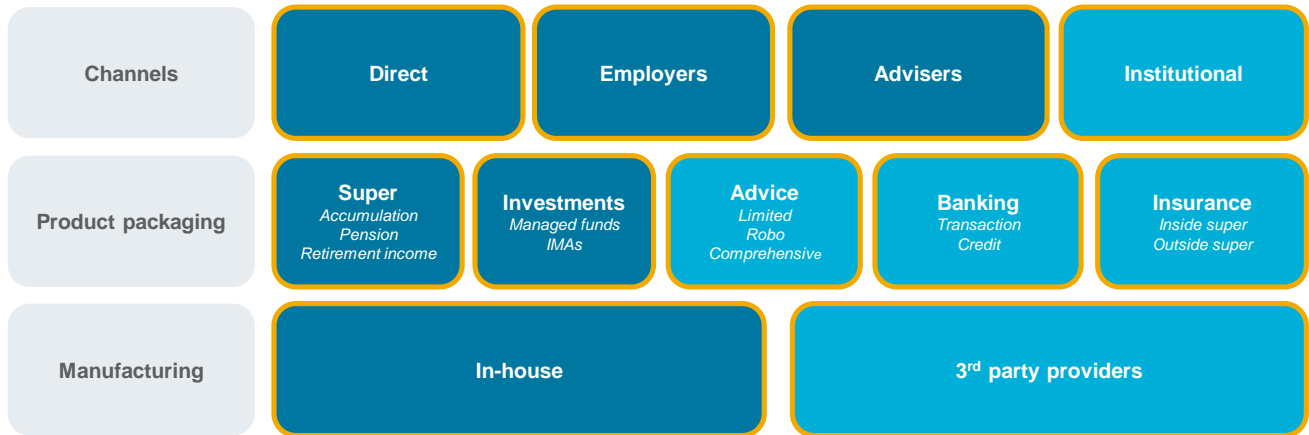 Channels
Direct
Employers
Advisers
Institutional
Product packaging
Super
Accumulation
Pension
Retirement income
Investments
Managed funds
IMAs
Advice
Limited
Robo
Comprehensive
Banking
Transaction
Credit
Insurance
Inside super
Outside super
Manufacturing
In-house
3rd party providers